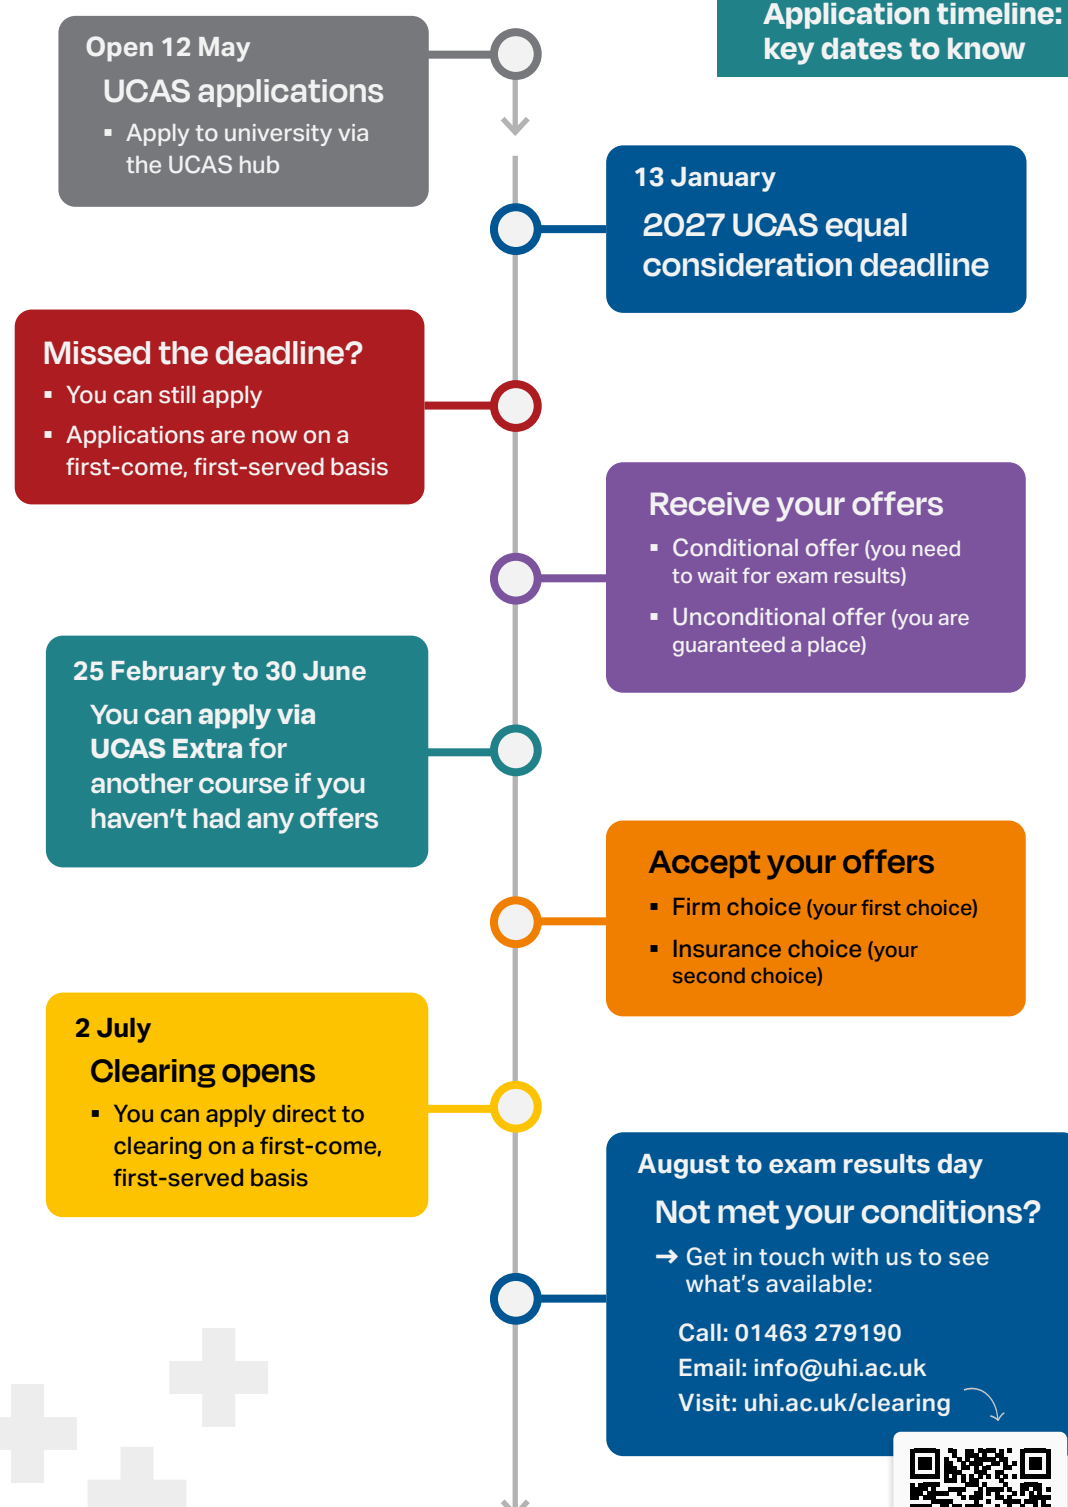 Application timeline:
key dates to know
Open 12 May
UCAS applications
▪ Apply to university via
the UCAS hub
13 January
2027 UCAS equal
consideration deadline
Missed the deadline?
▪ You can still apply
▪ Applications are now on a
first-come, first-served basis
Receive your offers
▪ Conditional offer (you need
to wait for exam results)
▪ Unconditional offer (you are
guaranteed a place)
25 February to 30 June
You can apply via
UCAS Extra for
another course if you
haven't had any offers
Accept your offers
▪ Firm choice (your first choice)
▪ Insurance choice (your
second choice)
2 July
Clearing opens
▪ You can apply direct to
clearing on a first-come,
first-served basis
August to exam results day
Not met your conditions?
→ Get in touch with us to see
what's available:
Call: 01463 279190
Email: info@uhi.ac.uk
Visit: uhi.ac.uk/clearing